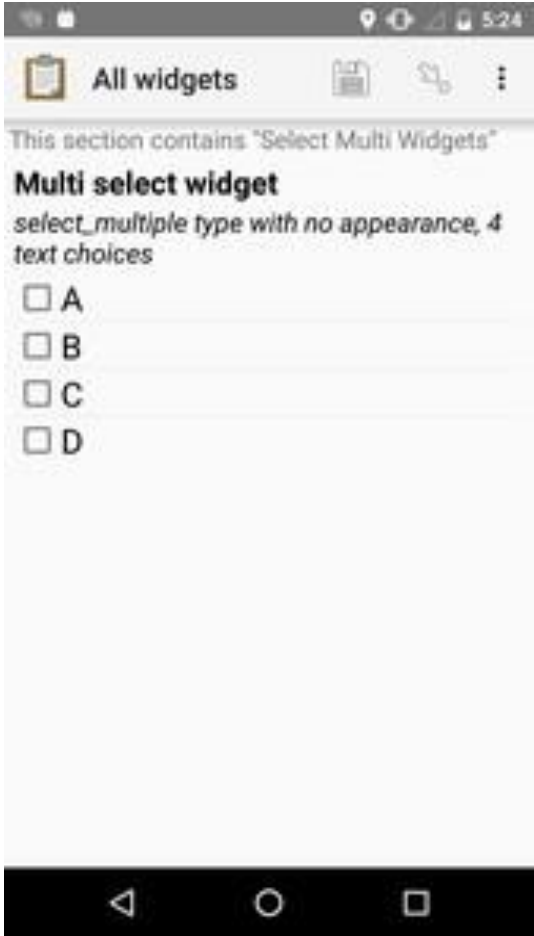 5:24
All widgets
This section contains "Select Multi Widgets"
Multi select widget
select_multiple type with no appearance, 4
text choices
A
B
C
D